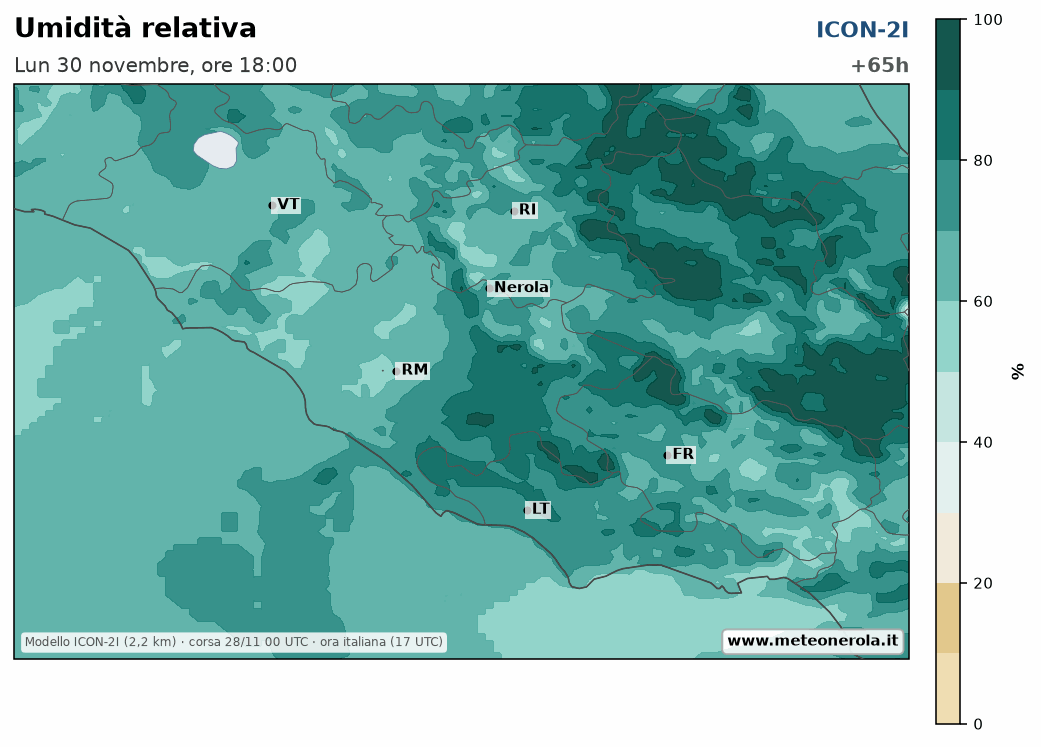 Umidità relativa
ICON-2I
Lun 30 novembre, ore 18:00
+65h
100
80
60
40
20
0
%
VT
RI
Nerola
RM
FR
LT
Modello ICON-2I (2,2 km) · corsa 28/11 00 UTC · ora italiana (17 UTC)
www.meteonerola.it